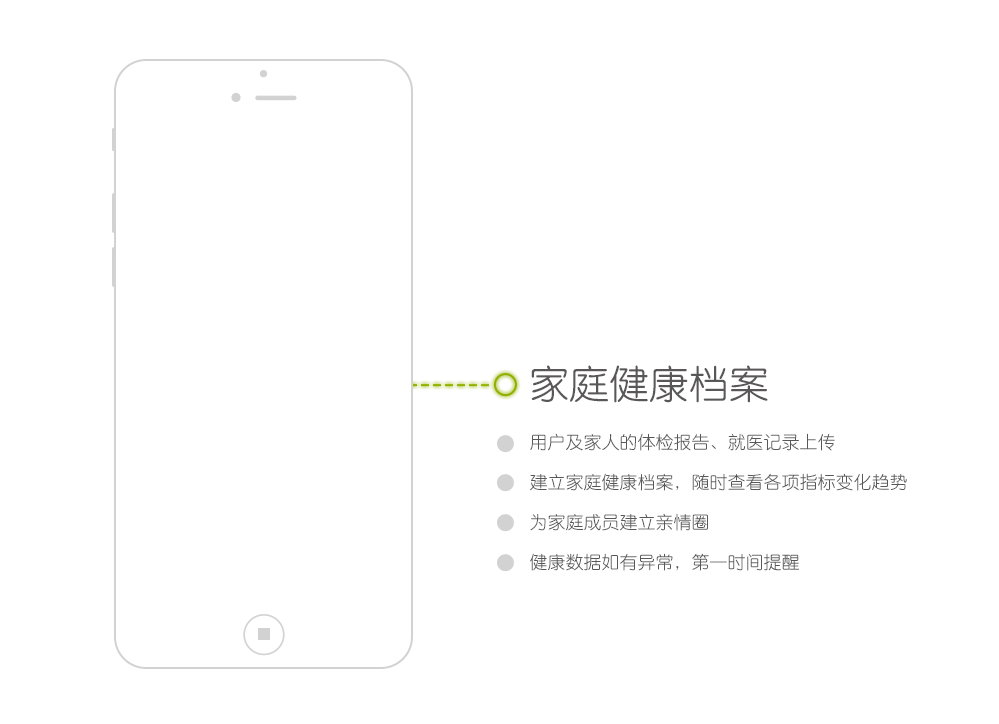 家庭健康档案
用户及家人的体检报告、就医记录上传
建立家庭健康档案，随时查看各项指标变化趋势
为家庭成员建立亲情圈
健康数据如有异常，第一时间提醒